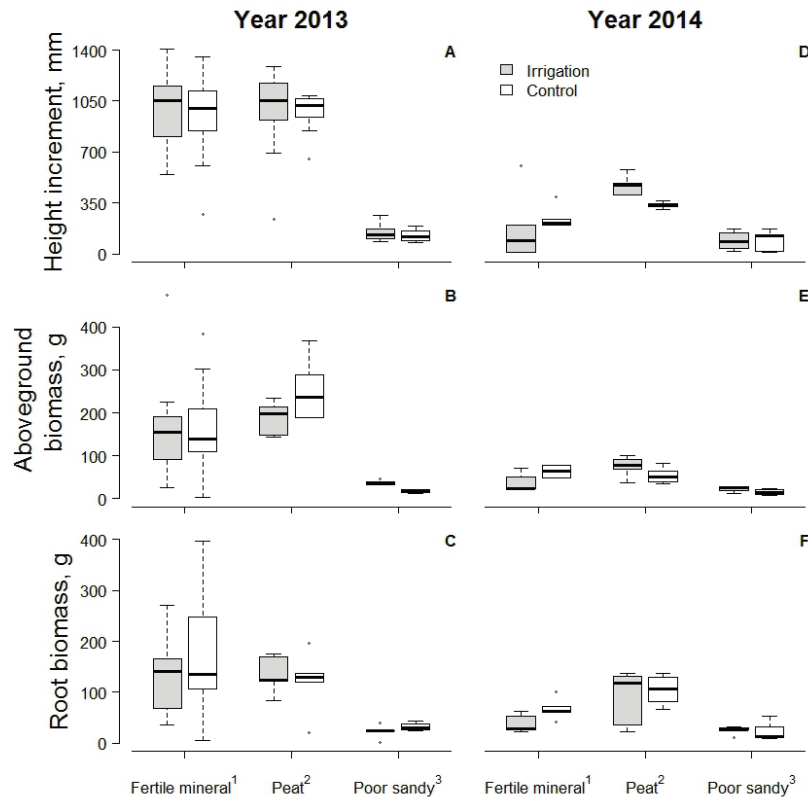 Year 2013
Year 2014
Height increment, mm
1400
1050
700
350
0
A
D
Irrigation
Control
Aboveground
biomass, g
400
300
200
100
0
B
E
Root biomass, g
400
300
200
100
0
C
F
Fertile mineral¹ Peat² Poor sandy³
Fertile mineral¹ Peat² Poor sandy³